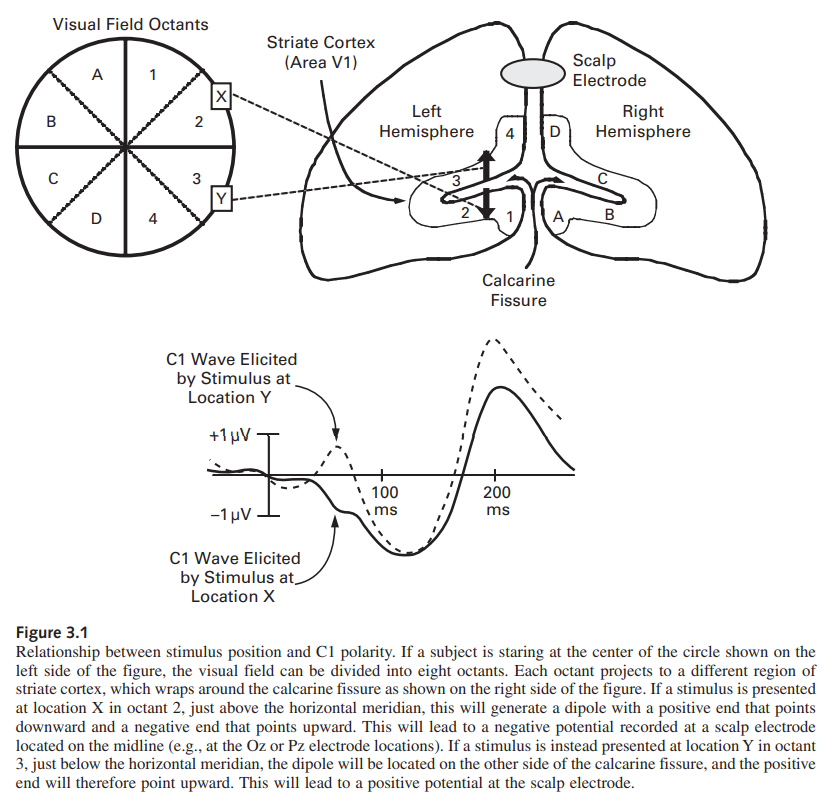 Visual Field Octants
A
1
X
B
2
C
3
Y
D
4
Striate Cortex
(Area V1)
Scalp
Electrode
Left
Hemisphere
Right
Hemisphere
4
D
3
C
2
1
A
B
Calcarine
Fissure
C1 Wave Elicited
by Stimulus at
Location Y
+1 µV
100
ms
200
ms
−1 µV
C1 Wave Elicited
by Stimulus at
Location X
Figure 3.1
Relationship between stimulus position and C1 polarity. If a subject is staring at the center of the circle shown on the
left side of the figure, the visual field can be divided into eight octants. Each octant projects to a different region of
striate cortex, which wraps around the calcarine fissure as shown on the right side of the figure. If a stimulus is presented
at location X in octant 2, just above the horizontal meridian, this will generate a dipole with a positive end that points
downward and a negative end that points upward. This will lead to a negative potential recorded at a scalp electrode
located on the midline (e.g., at the Oz or Pz electrode locations). If a stimulus is instead presented at location Y in octant
3, just below the horizontal meridian, the dipole will be located on the other side of the calcarine fissure, and the positive
end will therefore point upward. This will lead to a positive potential at the scalp electrode.